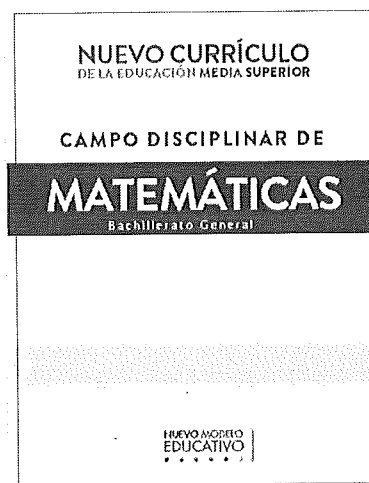 NUEVO CURRÍCULO
DE LA EDUCACIÓN MEDIA SUPERIOR
CAMPO DISCIPLINAR DE
MATEMÁTICAS
Bachillerato General
NUEVO MODELO
EDUCATIVO